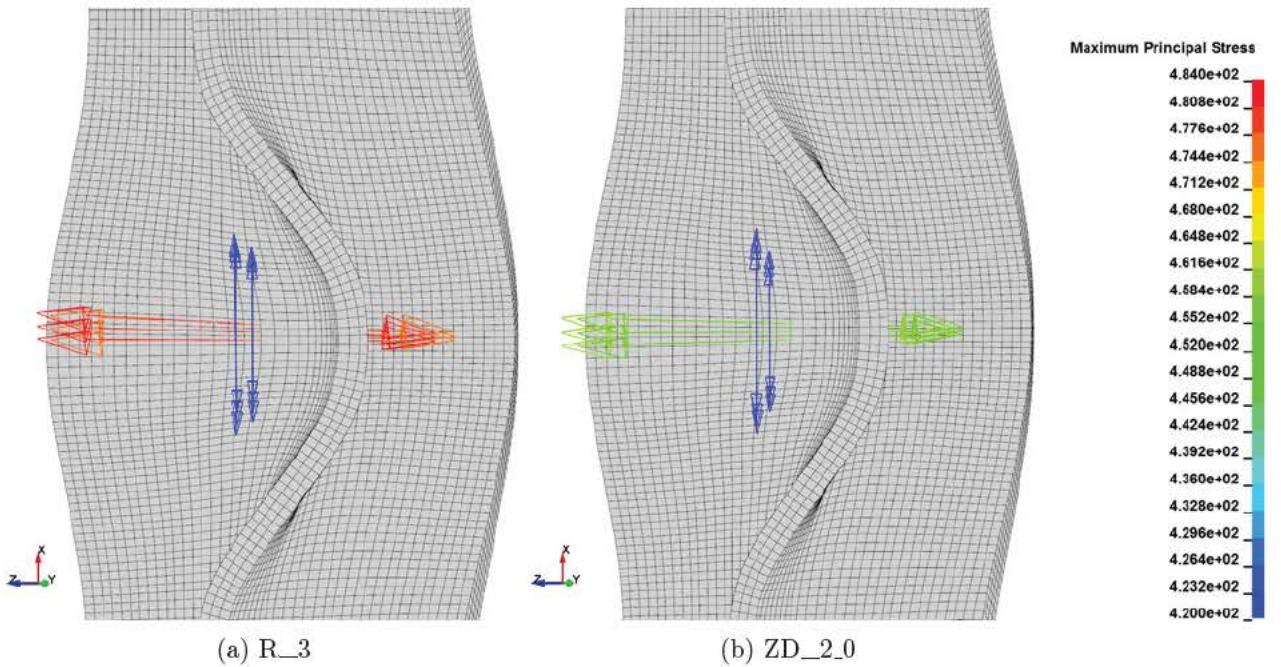 Maximum Principal Stress
4.840e+02
4.808e+02
4.776e+02
4.744e+02
4.712e+02
4.680e+02
4.648e+02
4.616e+02
4.584e+02
4.552e+02
4.520e+02
4.488e+02
4.456e+02
4.424e+02
4.392e+02
4.360e+02
4.328e+02
4.296e+02
4.264e+02
4.232e+02
4.200e+02
X
Z Y
X
Z Y
(a) R_3
(b) ZD_2_0